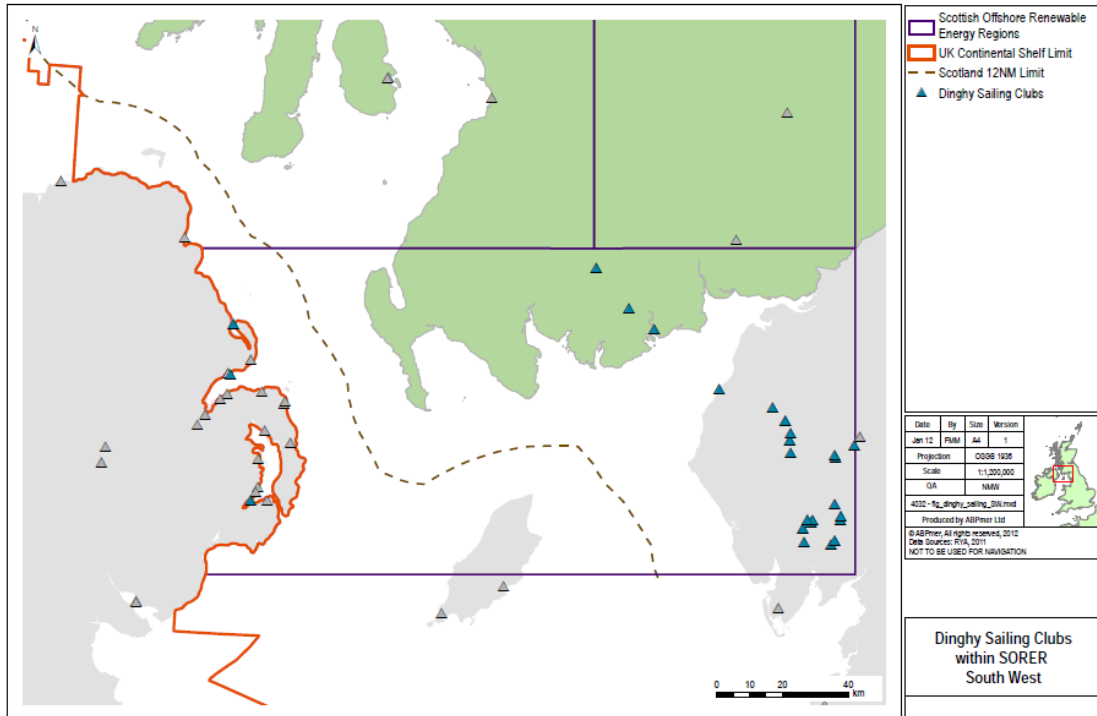 N
Scottish Offshore Renewable
Energy Regions
UK Continental Shelf Limit
Scotland 12NM Limit
Dinghy Sailing Clubs
Date By Size Version
Jan 12 FMM A4 1
Projection OSGB 1936
Scale 1:1,200,000
QA NMW
4032 - fig_dinghy_sailing_SW.mxd
Produced by ABPmer Ltd
© ABPmer, All rights reserved, 2012
Data Sources: RYA, 2011
NOT TO BE USED FOR NAVIGATION
0 10 20 40
km
Dinghy Sailing Clubs
within SORER
South West